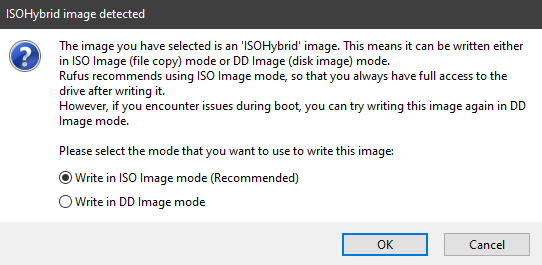 ISOHybrid image detected
The image you have selected is an 'ISOHybrid' image. This means it can be written either
in ISO Image (file copy) mode or DD Image (disk image) mode.
Rufus recommends using ISO Image mode, so that you always have full access to the
drive after writing it.
However, if you encounter issues during boot, you can try writing this image again in DD
Image mode.
Please select the mode that you want to use to write this image:
Write in ISO Image mode (Recommended)
Write in DD Image mode
OK
Cancel